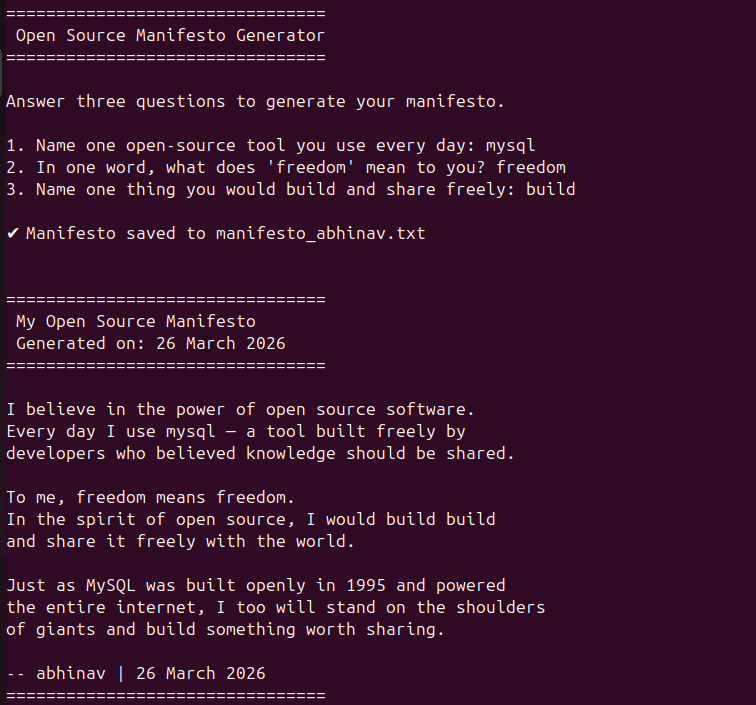 ================================
Open Source Manifesto Generator
================================
Answer three questions to generate your manifesto.
1. Name one open-source tool you use every day: mysql
2. In one word, what does 'freedom' mean to you? freedom
3. Name one thing you would build and share freely: build
✔ Manifesto saved to manifesto_abhinav.txt
================================
My Open Source Manifesto
Generated on: 26 March 2026
================================
I believe in the power of open source software.
Every day I use mysql — a tool built freely by
developers who believed knowledge should be shared.
To me, freedom means freedom.
In the spirit of open source, I would build build
and share it freely with the world.
Just as MySQL was built openly in 1995 and powered
the entire internet, I too will stand on the shoulders
of giants and build something worth sharing.
-- abhinav | 26 March 2026
================================